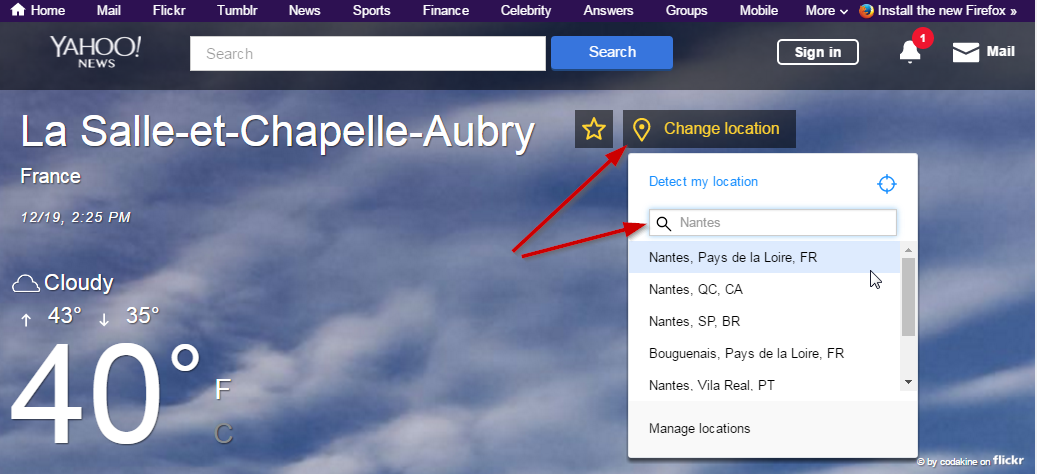 Home Mail Flickr Tumblr News Sports Finance Celebrity Answers Groups Mobile More Install the new Firefox »
YAHOO!
NEWS
Search
Search
Sign in
1
Mail
La Salle-et-Chapelle-Aubry
Change location
France
12/19, 2:25 PM
Detect my location
Nantes
Nantes, Pays de la Loire, FR
Nantes, QC, CA
Nantes, SP, BR
Bouguenais, Pays de la Loire, FR
Nantes, Vila Real, PT
Manage locations
Cloudy
↑ 43° ↓ 35°
40°
F
C
© by codakine on flickr